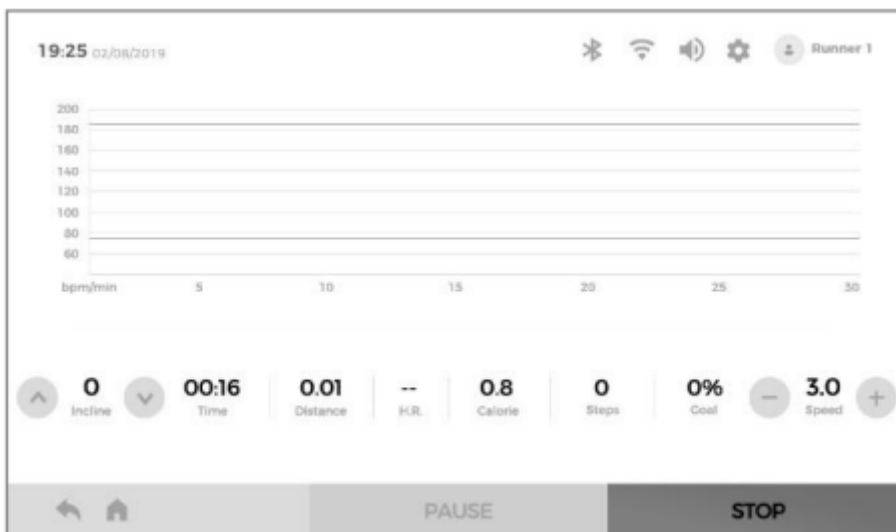 19:25 02/08/2019 Runner 1
200
180
160
140
120
100
80
60
bpm/min 5 10 15 20 25 30
0 00:16 0.01 -- 0.8 0 0% 3.0
Incline Time Distance H.R. Calorie Steps Goal Speed
PAUSE STOP